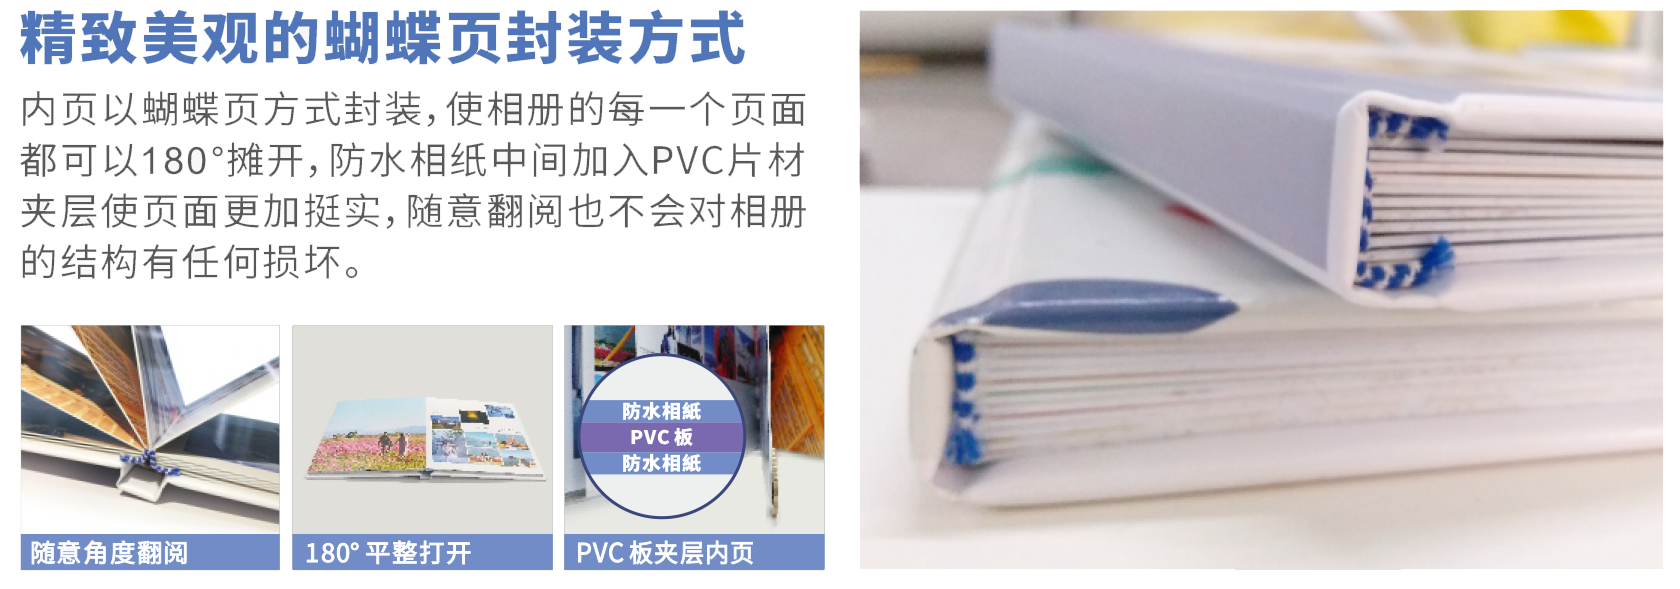 精致美观的蝴蝶页封装方式
内页以蝴蝶页方式封装，使相册的每一个页面
都可以180°摊开，防水相纸中间加入PVC片材
夹层使页面更加挺实，随意翻阅也不会对相册
的结构有任何损坏。
防水相紙
PVC 板
防水相紙
随意角度翻阅
180° 平整打开
PVC 板夹层内页